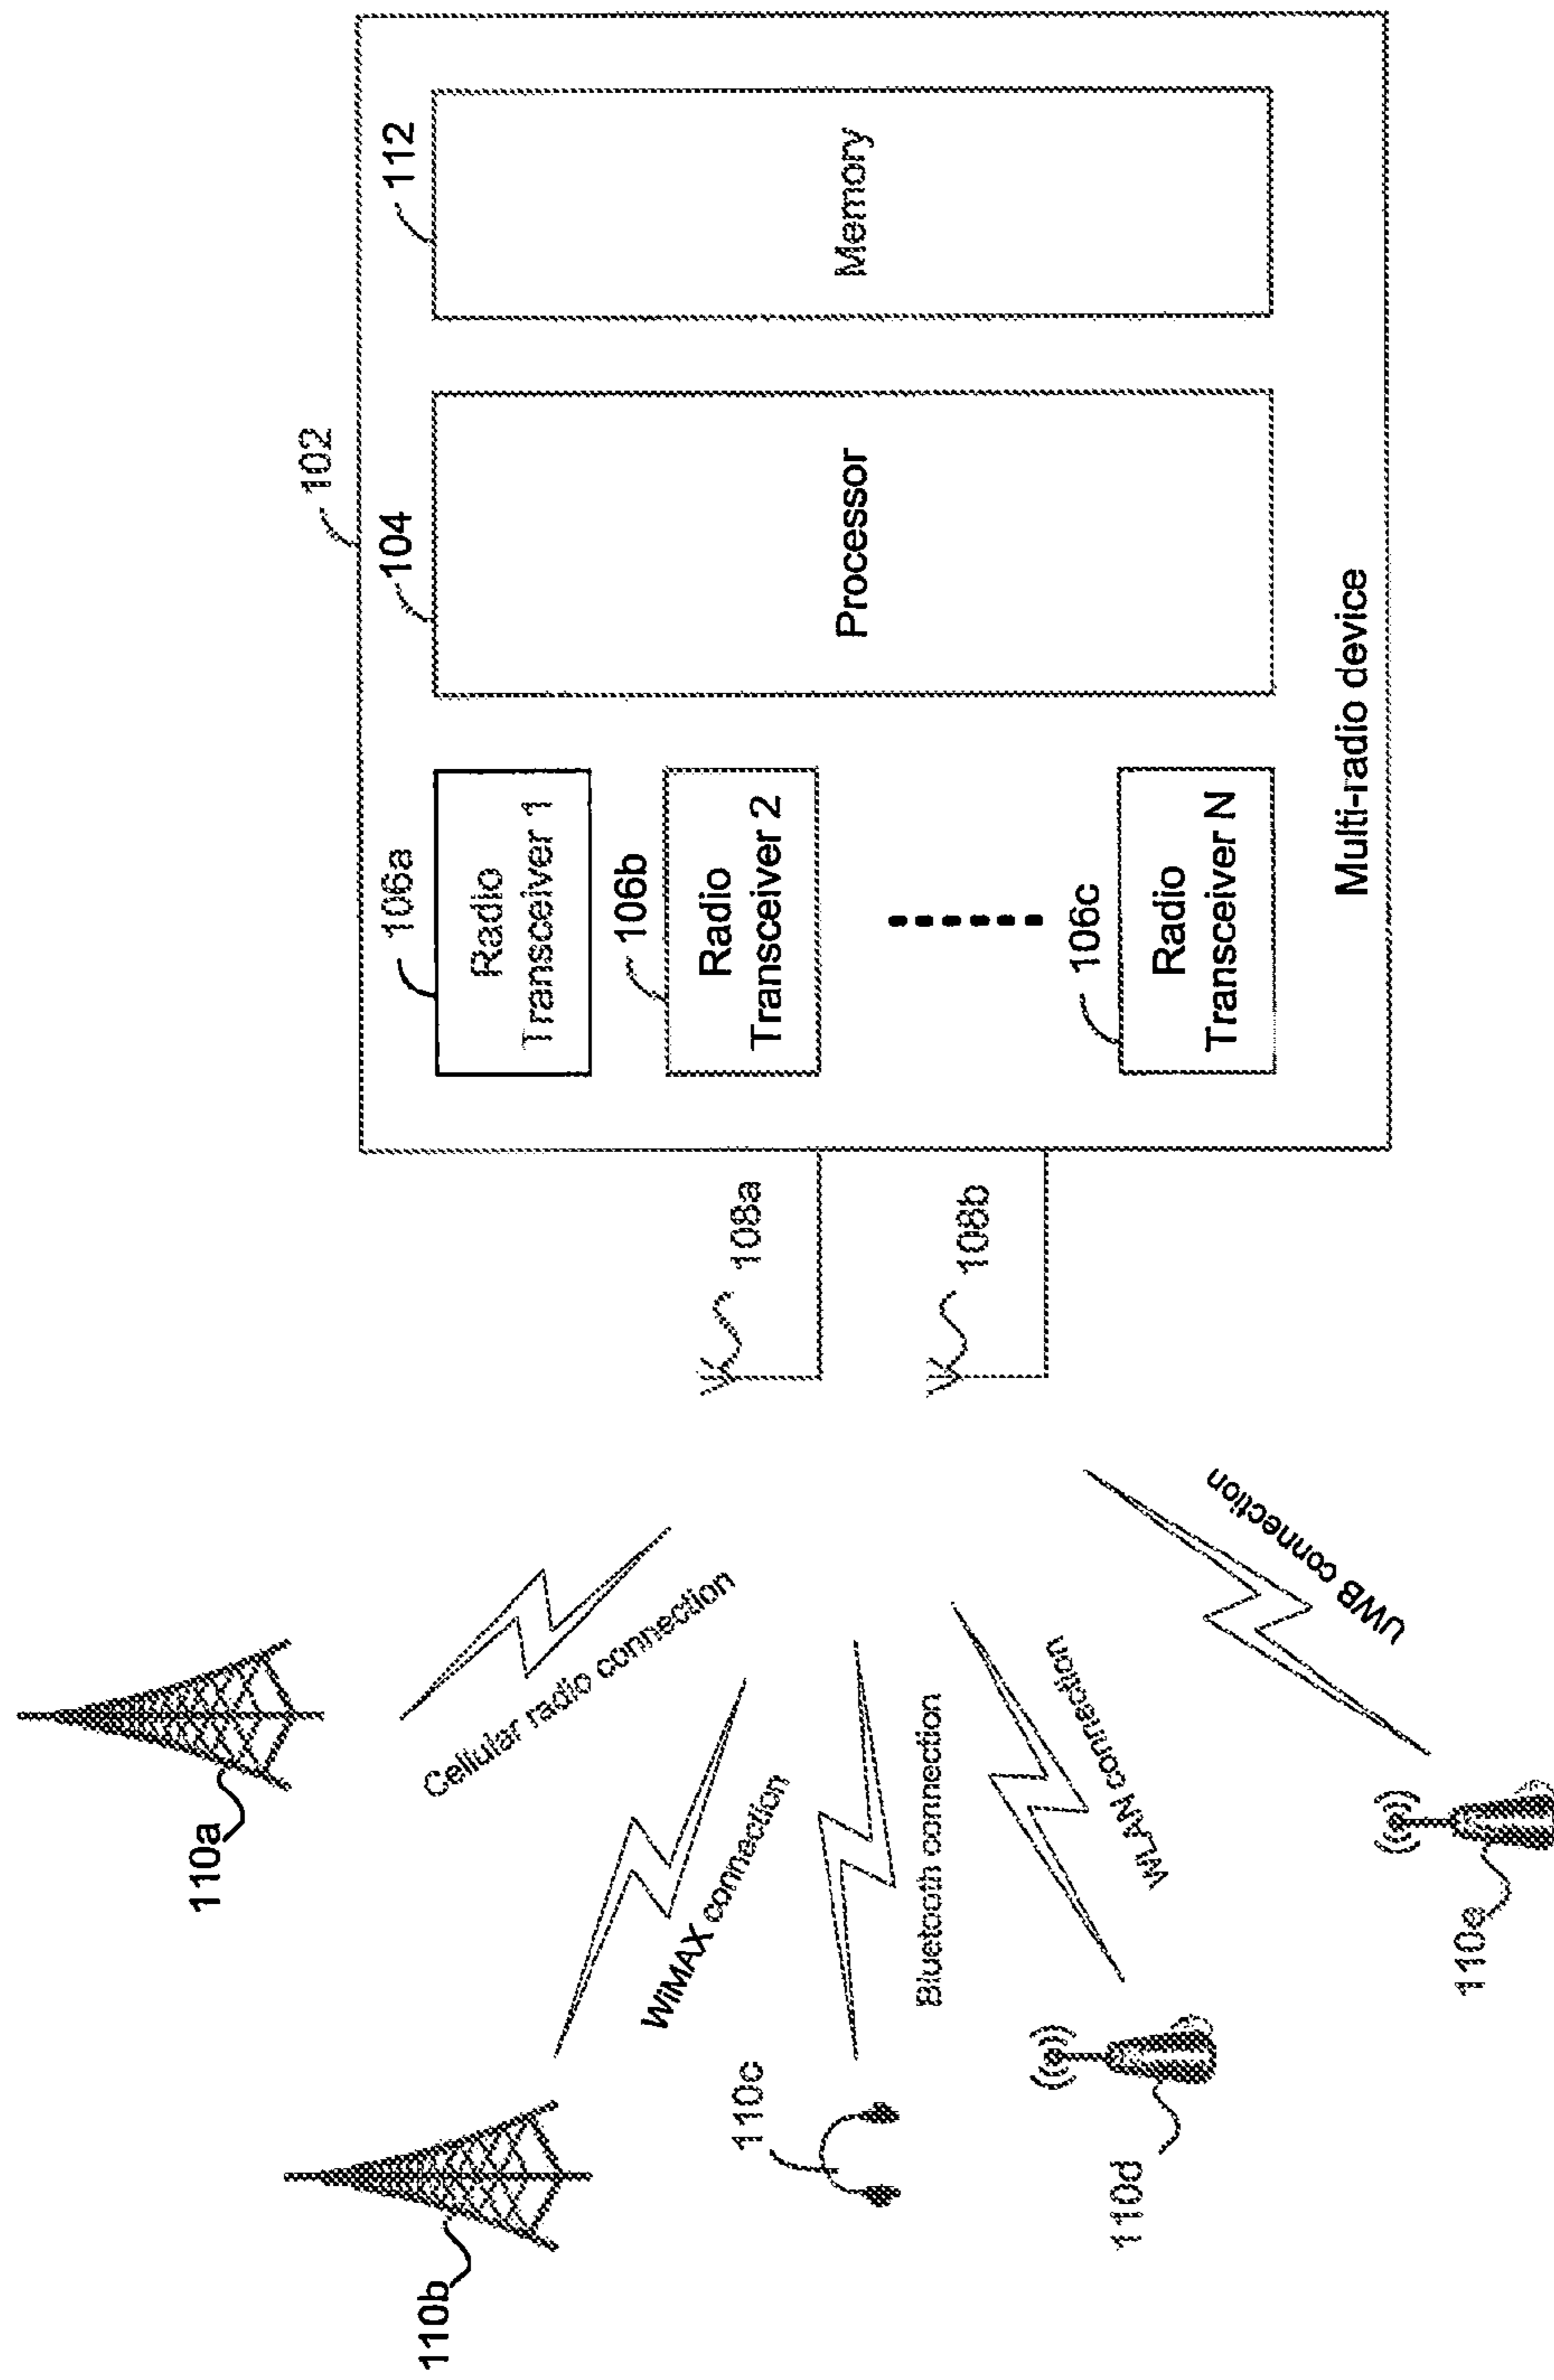 110a
Cellular radio connection
110b
WiMAX connection
110c
Bluetooth connection
110d
WLAN connection
110e
UWB connection
108a
108b
102
106a
Radio
Transceiver 1
106b
Radio
Transceiver 2
106c
Radio
Transceiver N
104
Processor
112
Memory
Multi-radio device